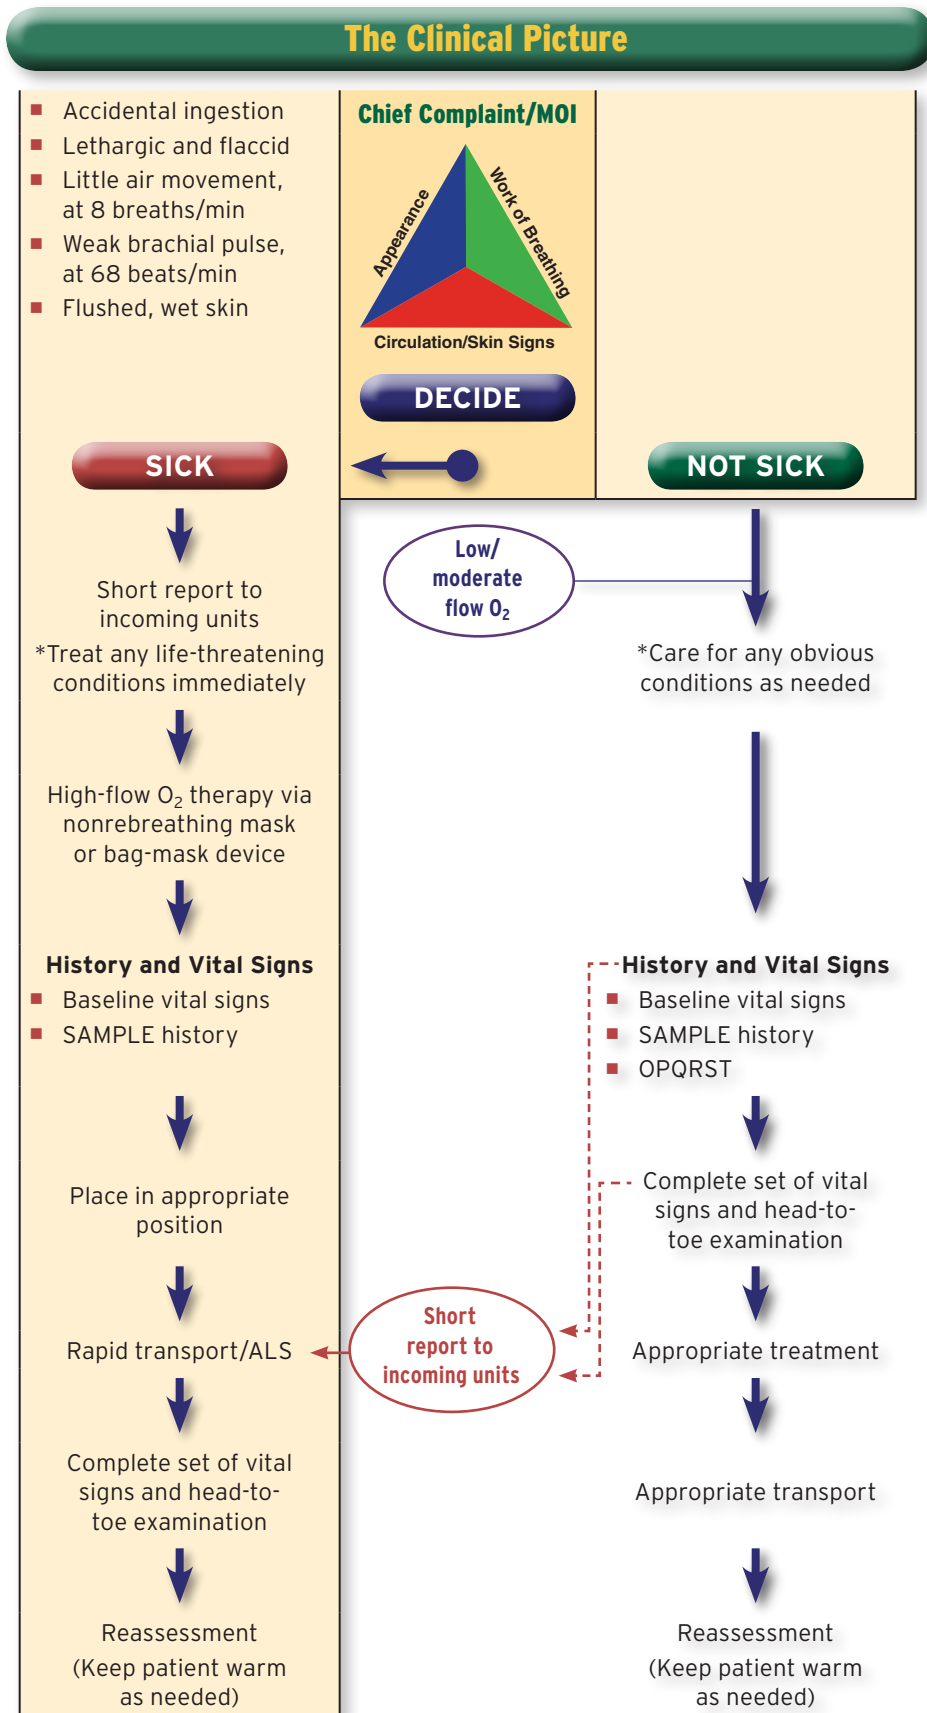 The Clinical Picture
Accidental ingestion
Lethargic and flaccid
Little air movement,
at 8 breaths/min
Weak brachial pulse,
at 68 beats/min
Flushed, wet skin
Chief Complaint/MOI
Appearance
Work of Breathing
Circulation/Skin Signs
DECIDE
SICK
NOT SICK
Short report to
incoming units
*Treat any life-threatening
conditions immediately
High-flow O₂ therapy via
nonrebreathing mask
or bag-mask device
History and Vital Signs
Baseline vital signs
SAMPLE history
Place in appropriate
position
Rapid transport/ALS
Complete set of vital
signs and head-to-
toe examination
Reassessment
(Keep patient warm
as needed)
Low/
moderate
flow O₂
Short
report to
incoming units
*Care for any obvious
conditions as needed
History and Vital Signs
Baseline vital signs
SAMPLE history
OPQRST
Complete set of vital
signs and head-to-
toe examination
Appropriate treatment
Appropriate transport
Reassessment
(Keep patient warm
as needed)